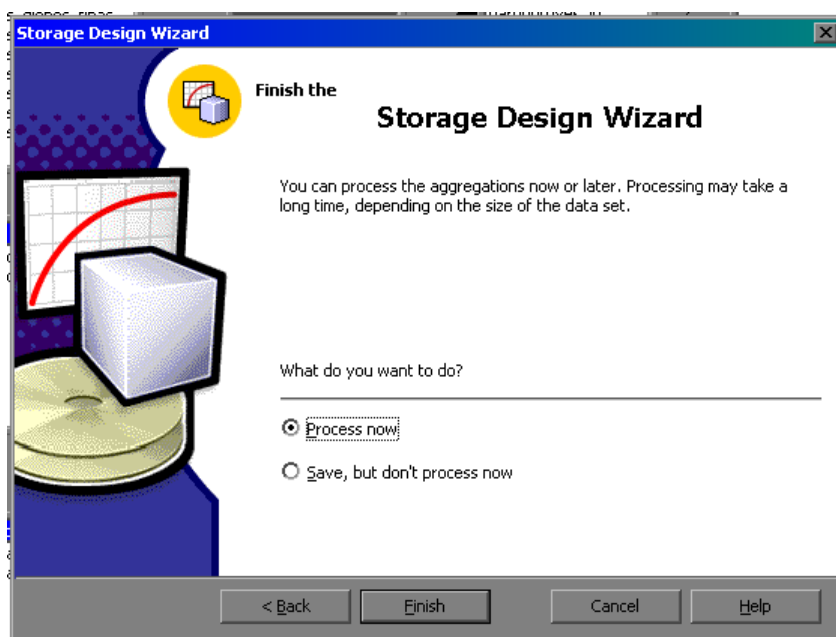 Storage Design Wizard
Finish the
Storage Design Wizard
You can process the aggregations now or later. Processing may take a
long time, depending on the size of the data set.
What do you want to do?
Process now
Save, but don't process now
< Back
Finish
Cancel
Help